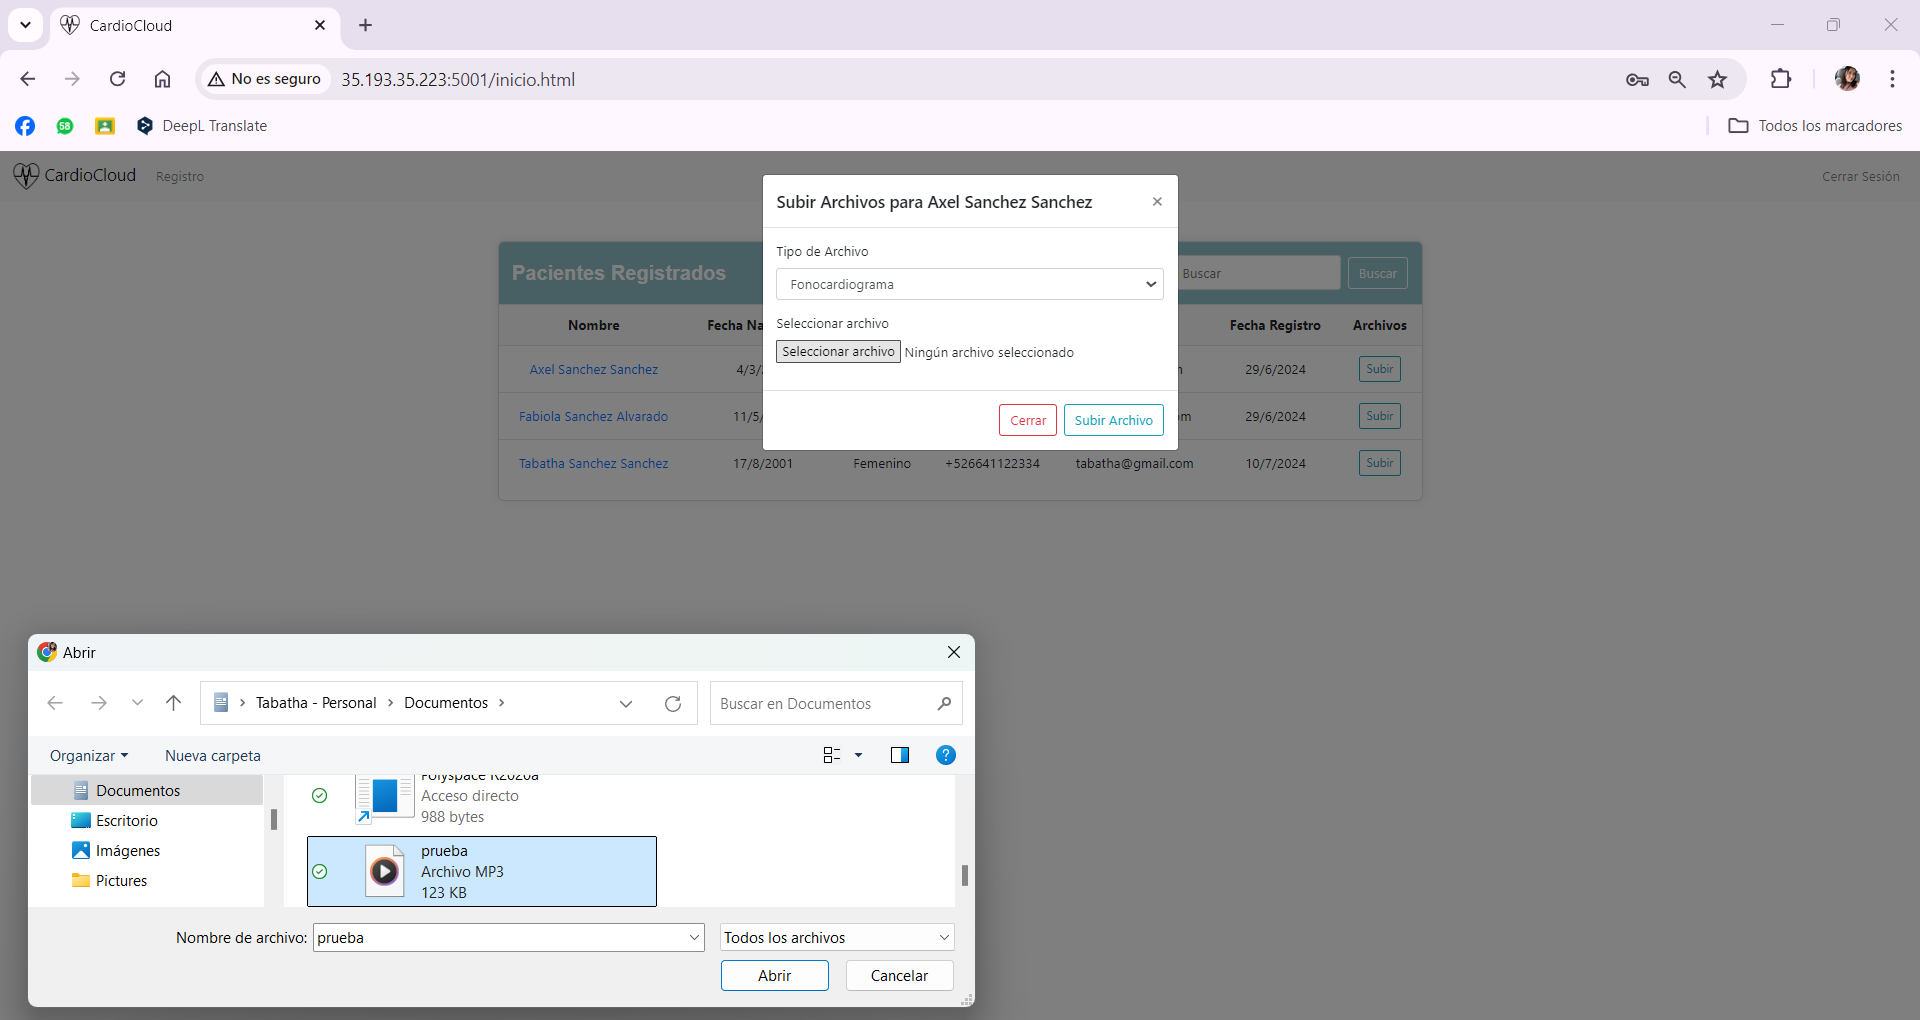 CardioCloud
No es seguro
35.193.35.223:5001/inicio.html
58
DeepL Translate
Todos los marcadores
CardioCloud
Registro
Cerrar Sesión
Subir Archivos para Axel Sanchez Sanchez
×
Tipo de Archivo
Fonocardiograma
Seleccionar archivo
Seleccionar archivo Ningún archivo seleccionado
Cerrar
Subir Archivo
Pacientes Registrados
Buscar
Buscar
Nombre Fecha Na Fecha Registro Archivos
Axel Sanchez Sanchez 4/3/ 29/6/2024 Subir
Fabiola Sanchez Alvarado 11/5/ om 29/6/2024 Subir
Tabatha Sanchez Sanchez 17/8/2001 Femenino +526641122334 tabatha@gmail.com 10/7/2024 Subir
Abrir
Tabatha - Personal
Documentos
Buscar en Documentos
Organizar
Nueva carpeta
?
Documentos
Escritorio
Imágenes
Pictures
Polyspace R2020a
Acceso directo
988 bytes
prueba
Archivo MP3
123 KB
Nombre de archivo: prueba
Todos los archivos
Abrir
Cancelar